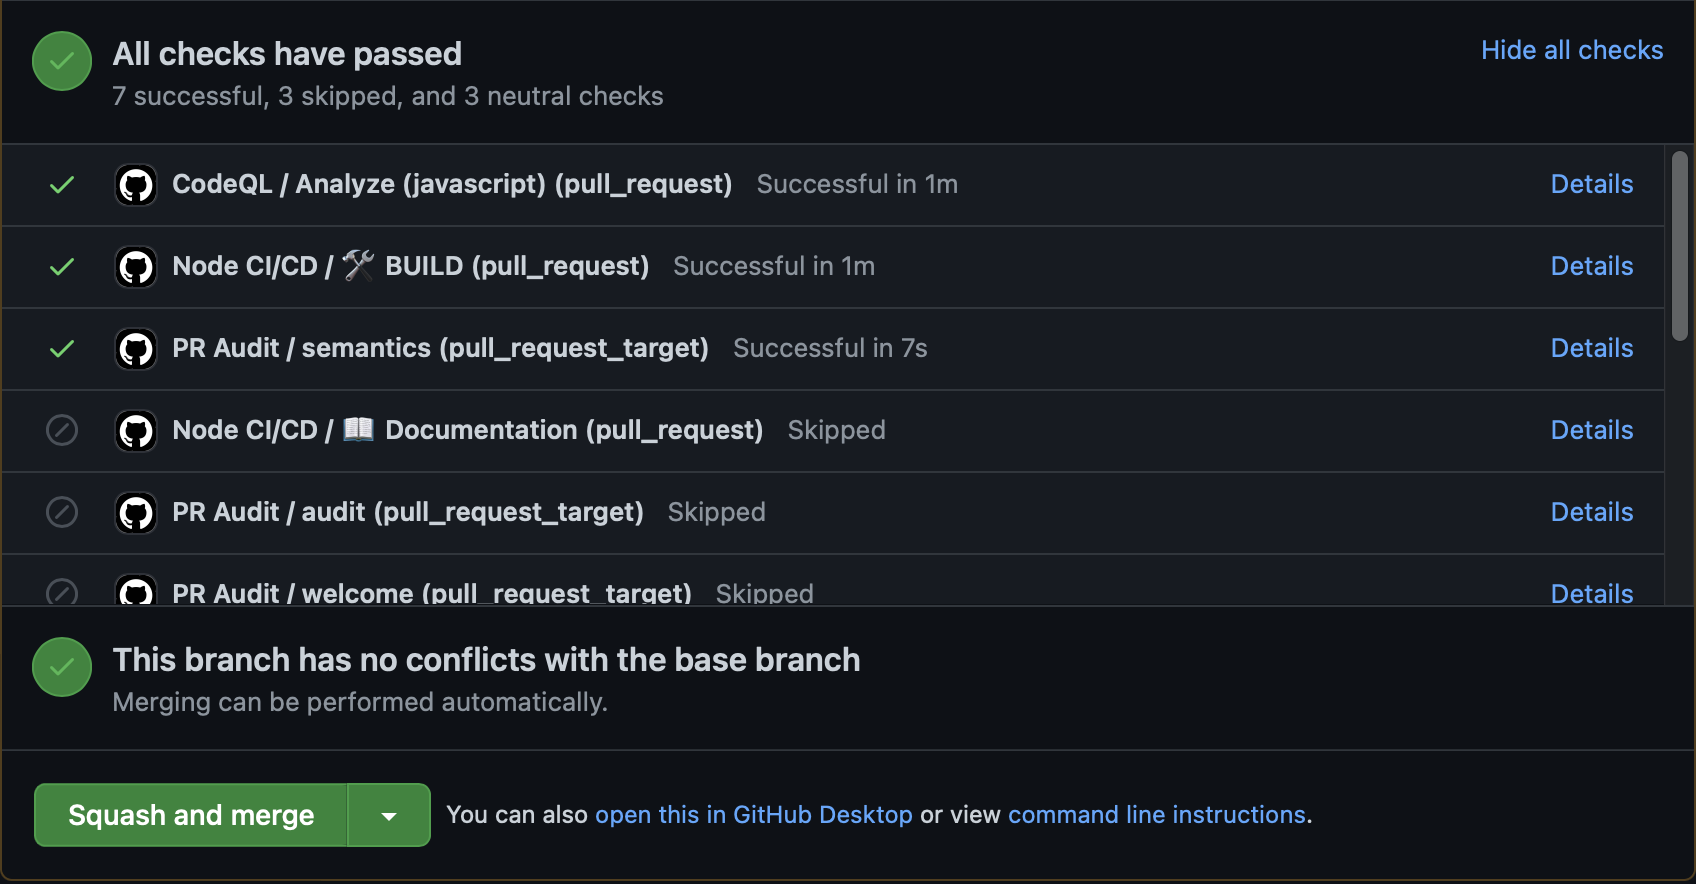 All checks have passed
Hide all checks
7 successful, 3 skipped, and 3 neutral checks
CodeQL / Analyze (javascript) (pull_request) Successful in 1m Details
Node CI/CD / 🛠 BUILD (pull_request) Successful in 1m Details
PR Audit / semantics (pull_request_target) Successful in 7s Details
Node CI/CD / 📖 Documentation (pull_request) Skipped Details
PR Audit / audit (pull_request_target) Skipped Details
PR Audit / welcome (pull_request_target) Skipped Details
This branch has no conflicts with the base branch
Merging can be performed automatically.
Squash and merge
You can also open this in GitHub Desktop or view command line instructions.